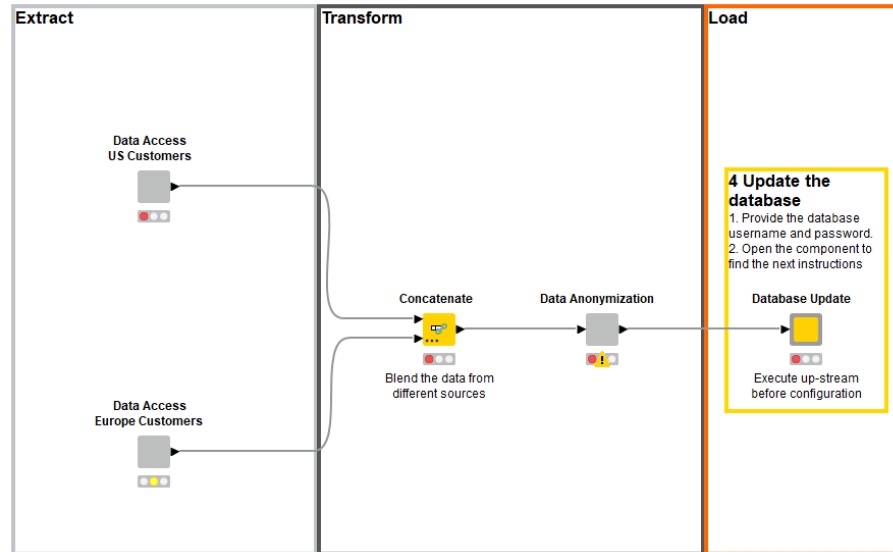 Extract
Transform
Load
Data Access
US Customers
4 Update the
database
1. Provide the database
username and password.
2. Open the component to
find the next instructions
Concatenate
Data Anonymization
Database Update
Blend the data from
different sources
Execute up-stream
before configuration
Data Access
Europe Customers